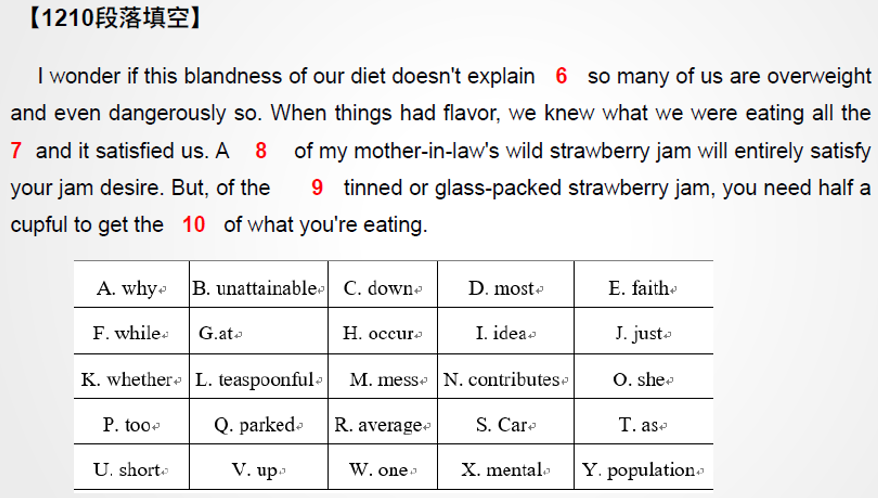 【1210段落填空】
I wonder if this blandness of our diet doesn't explain 6 so many of us are overweight
and even dangerously so. When things had flavor, we knew what we were eating all the
7 and it satisfied us. A 8 of my mother-in-law's wild strawberry jam will entirely satisfy
your jam desire. But, of the 9 tinned or glass-packed strawberry jam, you need half a
cupful to get the 10 of what you're eating.
A. why B. unattainable C. down D. most E. faith
F. while G.at H. occur I. idea J. just
K. whether L. teaspoonful M. mess N. contributes O. she
P. too Q. parked R. average S. Car T. as
U. short V. up W. one X. mental Y. population